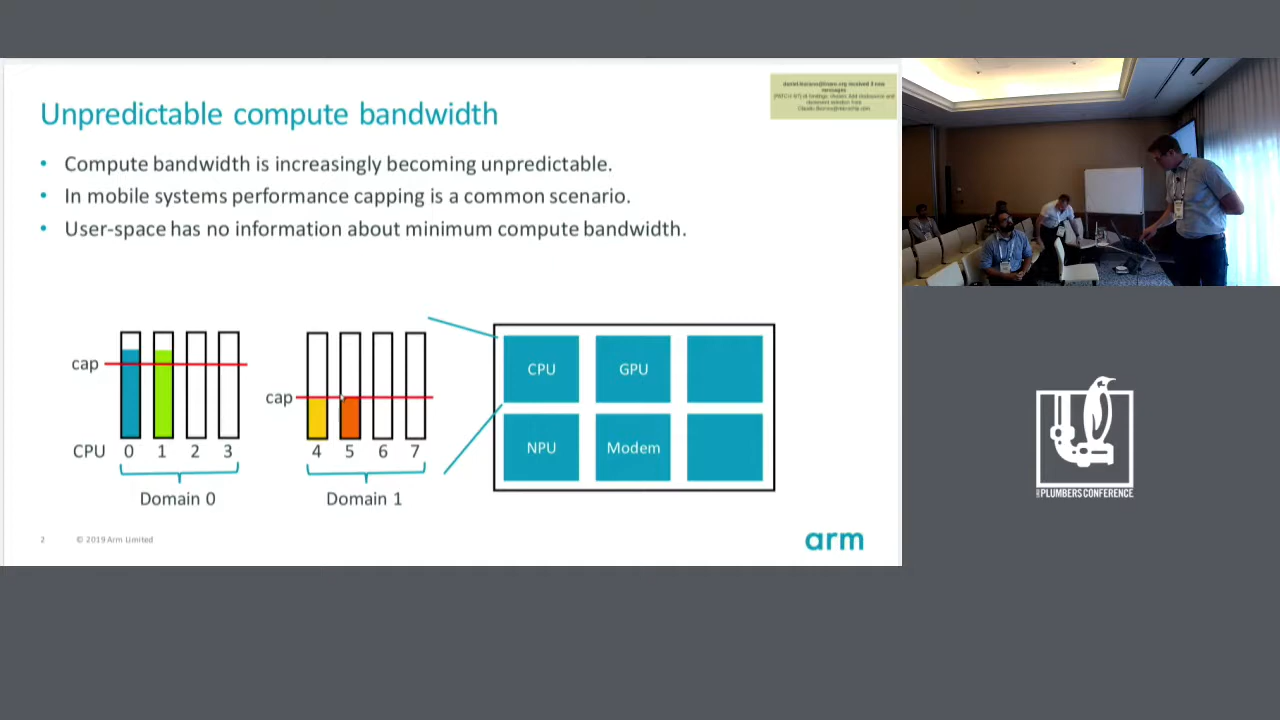 Unpredictable compute bandwidth
• Compute bandwidth is increasingly becoming unpredictable.
• In mobile systems performance capping is a common scenario.
• User-space has no information about minimum compute bandwidth.
cap
cap
CPU 0 1 2 3
4 5 6 7
Domain 0
Domain 1
CPU GPU
NPU Modem
2 © 2019 Arm Limited
arm
PLUMBERS CONFERENCE